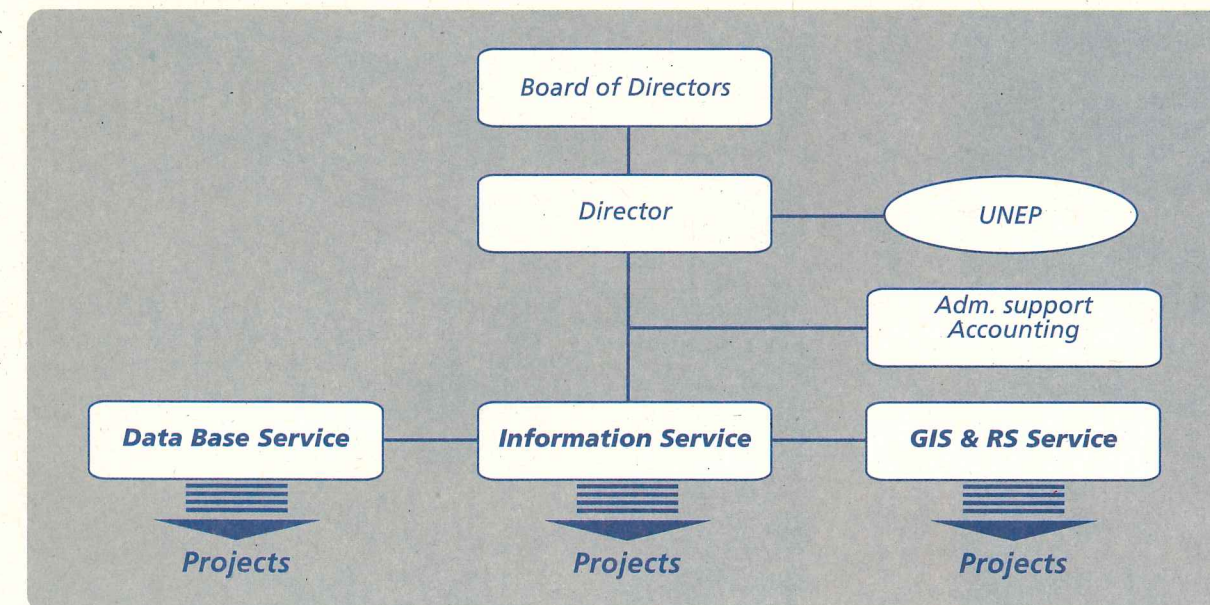 Board of Directors
Director
UNEP
Adm. support
Accounting
Data Base Service
Information Service
GIS & RS Service
Projects
Projects
Projects